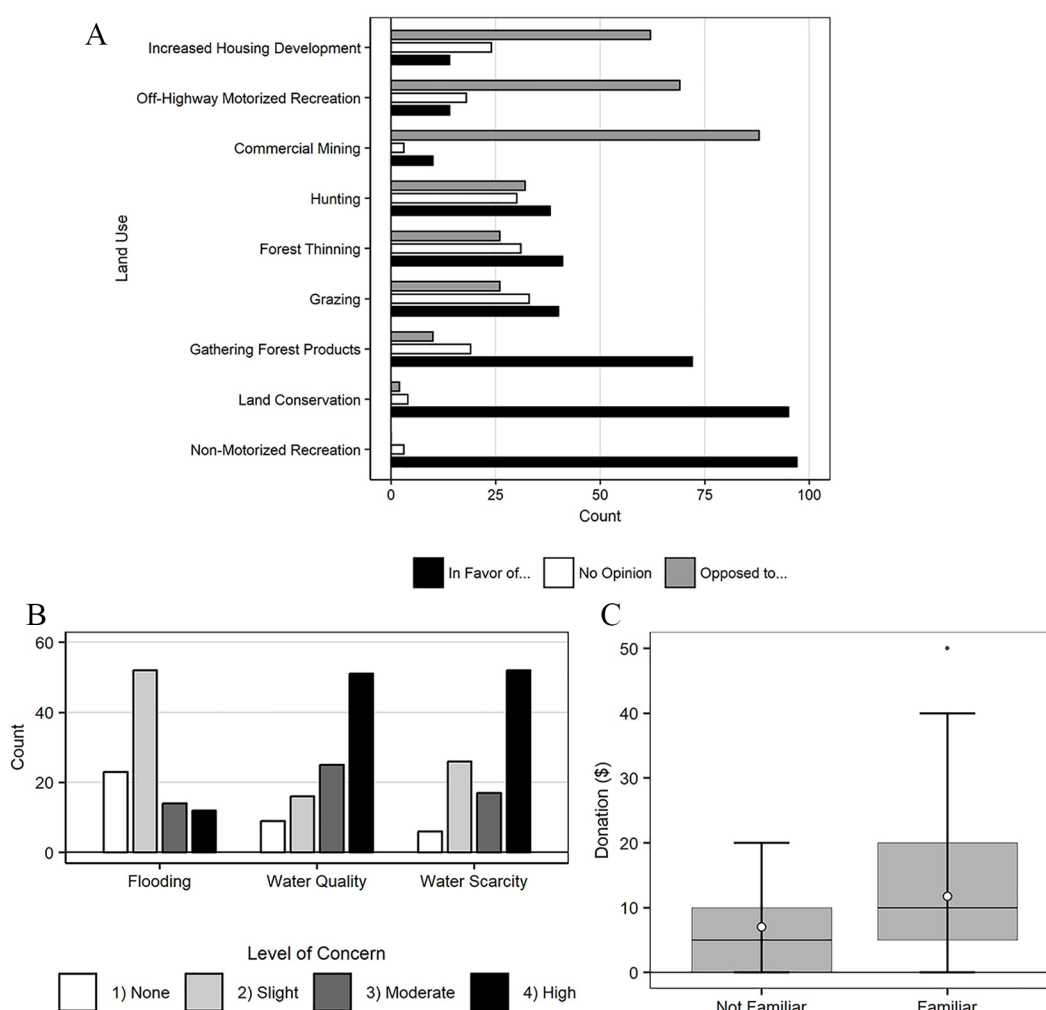 A
Increased Housing Development
Off-Highway Motorized Recreation
Commercial Mining
Hunting
Forest Thinning
Grazing
Gathering Forest Products
Land Conservation
Non-Motorized Recreation
Land Use
0 25 50 75 100
Count
In Favor of... No Opinion Opposed to...
B
60
40
20
0
Count
Flooding Water Quality Water Scarcity
Level of Concern
1) None 2) Slight 3) Moderate 4) High
C
50
40
30
20
10
0
Donation ($)
Not Familiar Familiar